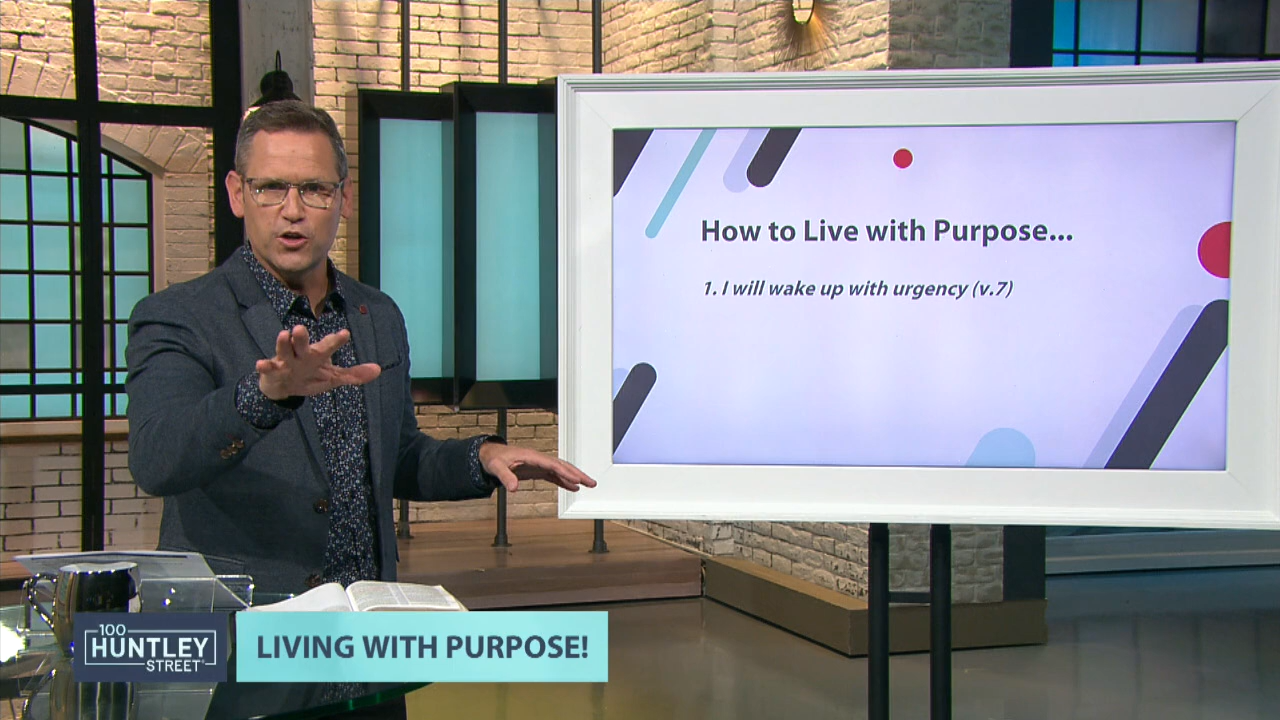 How to Live with Purpose...
1. I will wake up with urgency (v.7)
100
HUNTLEY
STREET®
LIVING WITH PURPOSE!